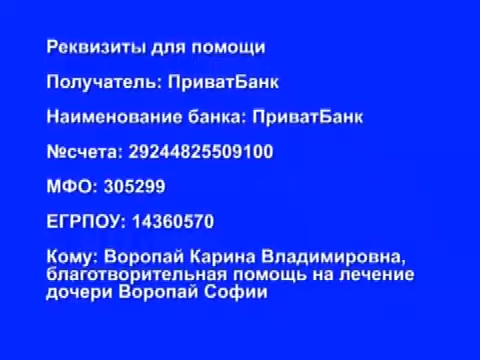 Реквизиты для помощи
Получатель: ПриватБанк
Наименование банка: ПриватБанк
№счета: 29244825509100
МФО: 305299
ЕГРПОУ: 14360570
Кому: Воропай Карина Владимировна,
благотворительная помощь на лечение
дочери Воропай Софии